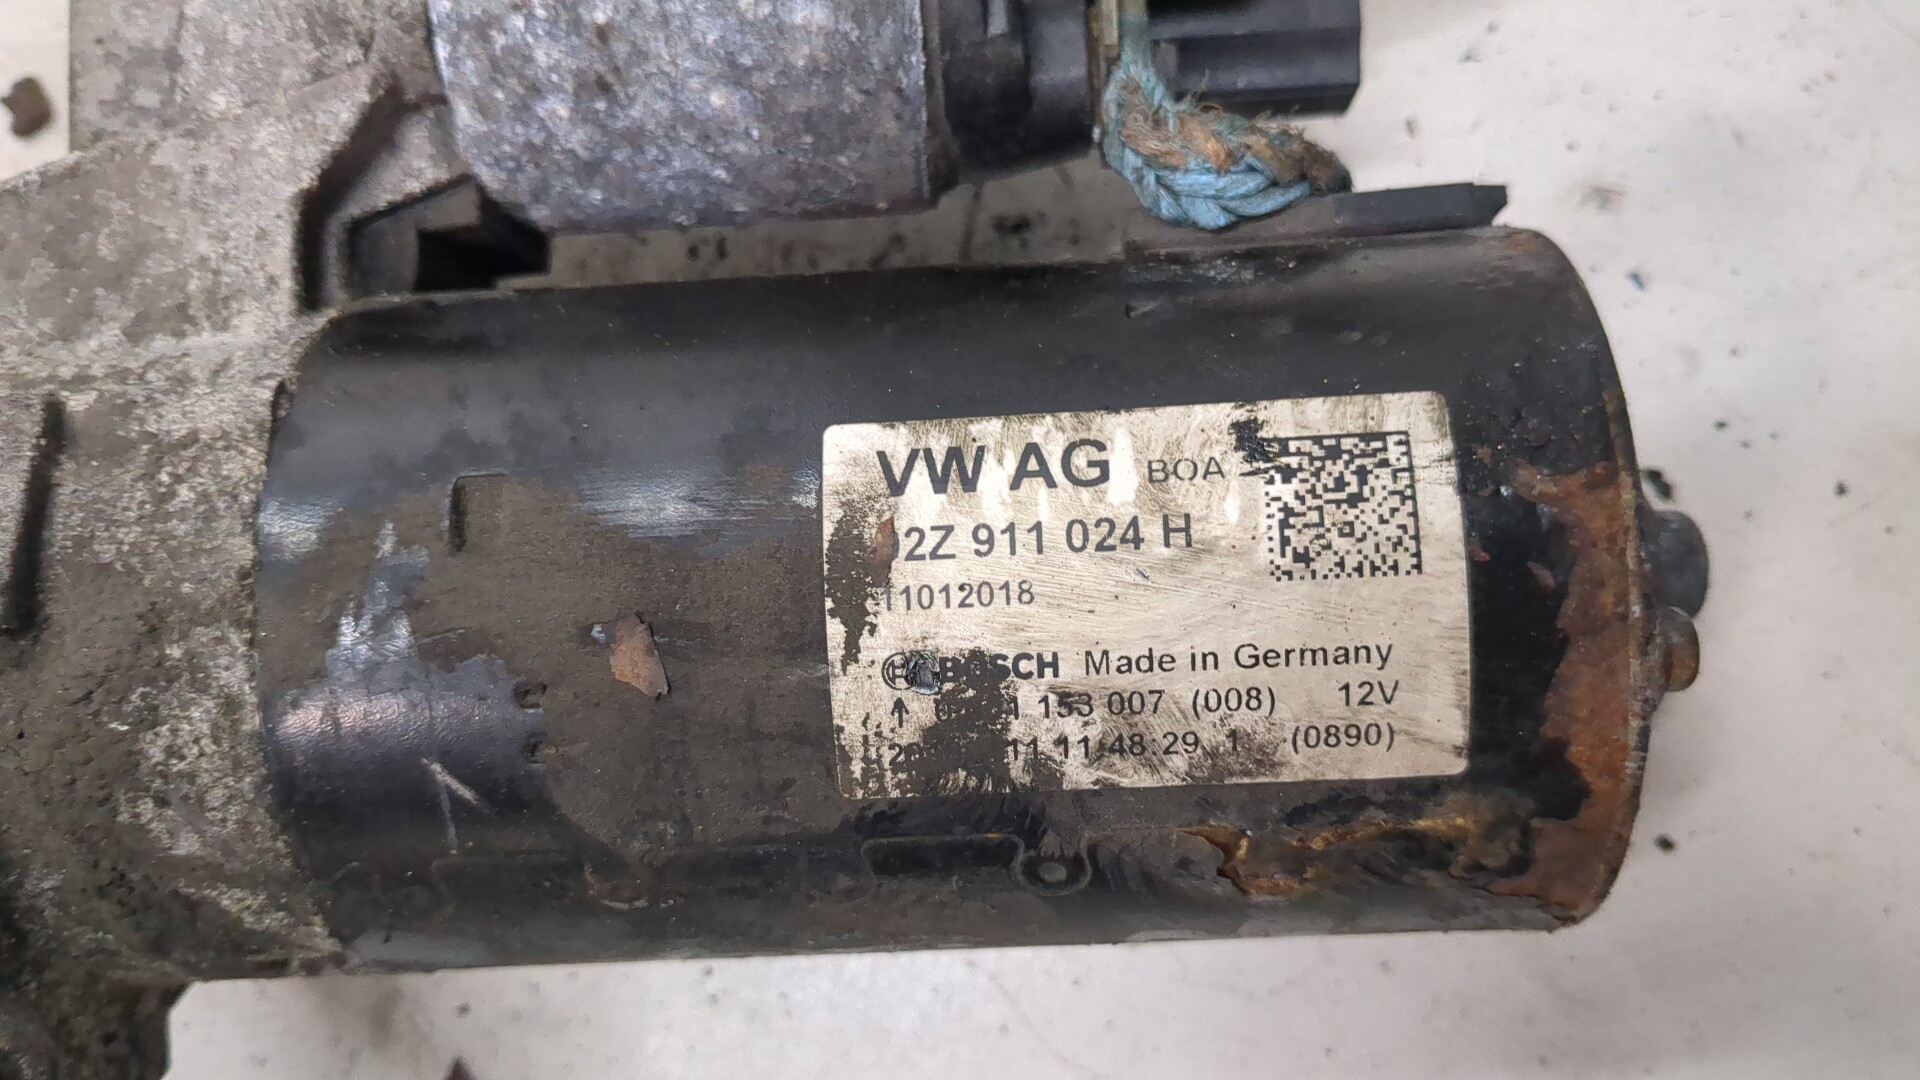 VW AG BOA
2Z 911 024 H
11012018
BOSCH Made in Germany
153 007 (008) 12V
11 11:48:29 1 (0890)